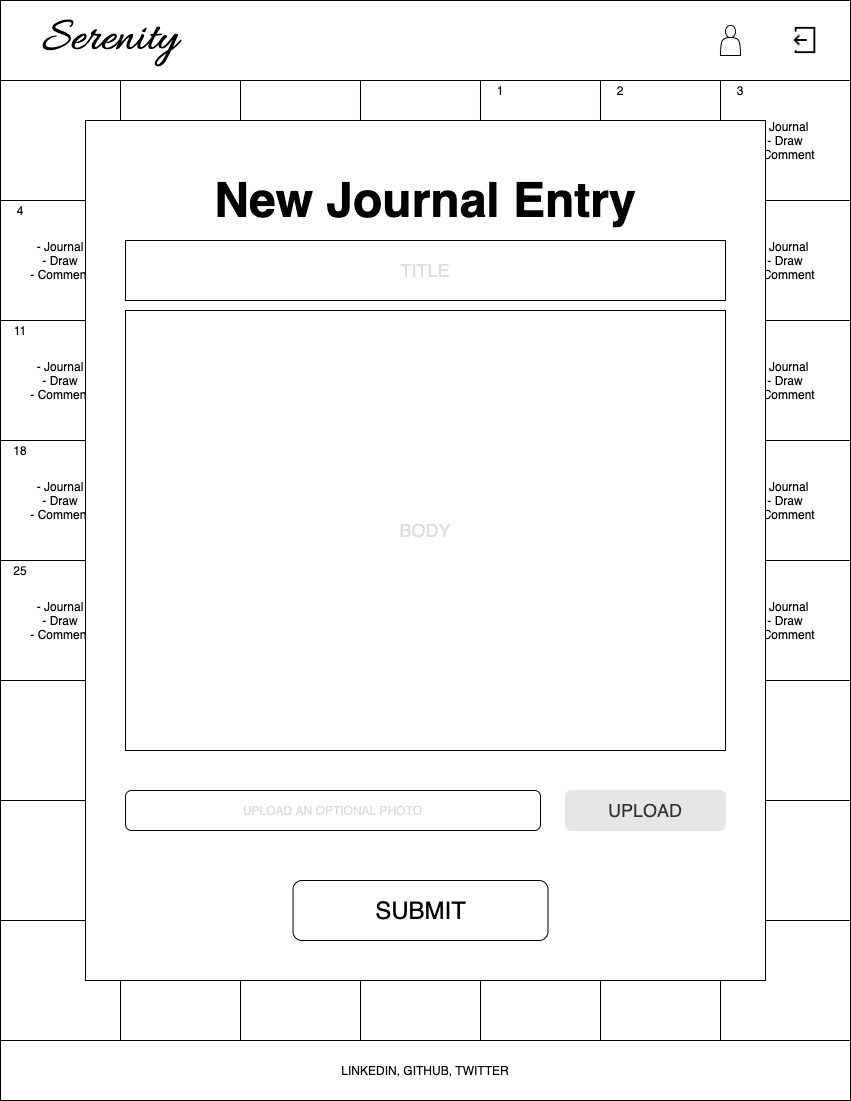 Serenity
1
2
3
Journal
- Draw
Comment
New Journal Entry
4
- Journal
- Draw
- Commen
TITLE
Journal
- Draw
Comment
11
- Journal
- Draw
- Commen
Journal
- Draw
Comment
18
- Journal
- Draw
- Commen
BODY
Journal
- Draw
Comment
25
- Journal
- Draw
- Commen
Journal
- Draw
Comment
UPLOAD AN OPTIONAL PHOTO
UPLOAD
SUBMIT
LINKEDIN, GITHUB, TWITTER